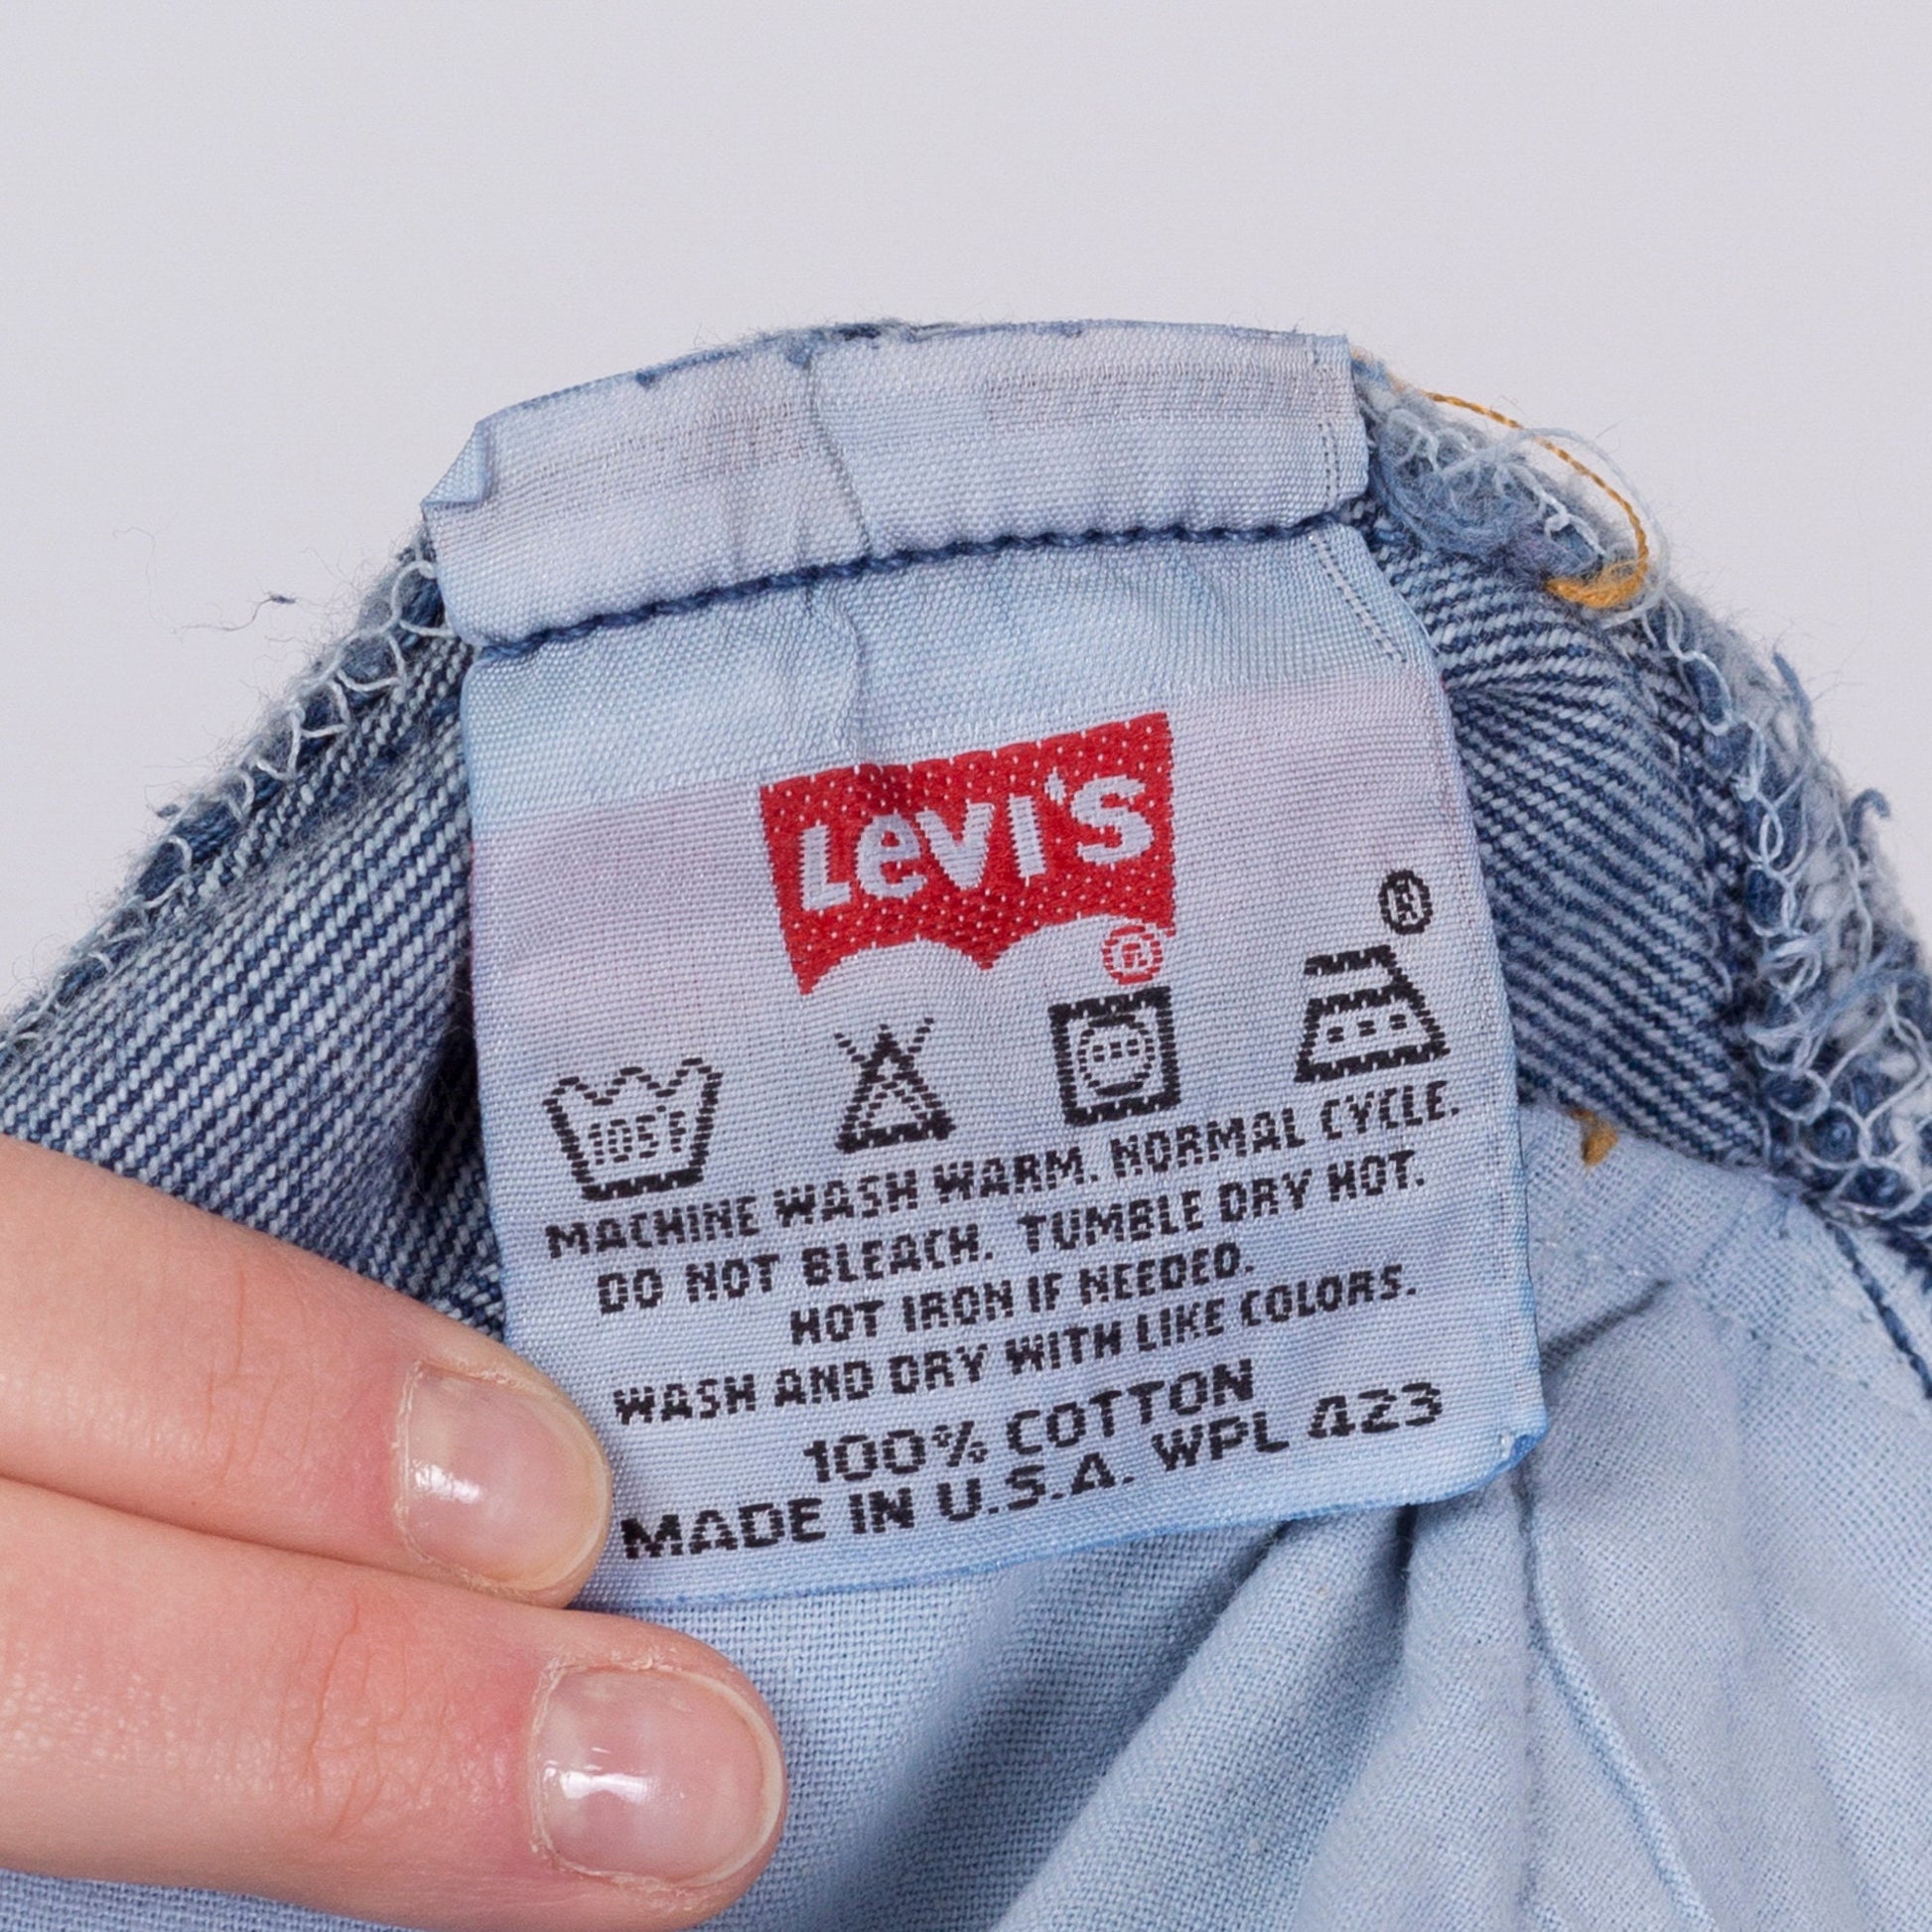 LEVI'S
®
®
105F
MACHINE WASH WARM. NORMAL CYCLE.
DO NOT BLEACH. TUMBLE DRY HOT.
HOT IRON IF NEEDED.
WASH AND DRY WITH LIKE COLORS.
100% COTTON
MADE IN U.S.A. WPL 423